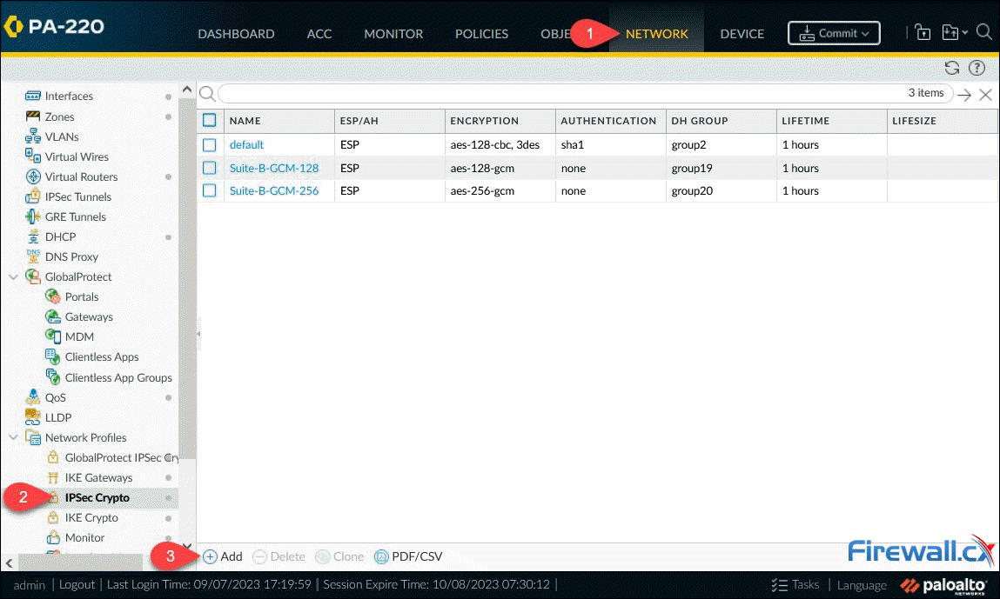 PA-220
DASHBOARD ACC MONITOR POLICIES OBJE 1 NETWORK DEVICE Commit
3 items
Interfaces
Zones
VLANs
Virtual Wires
Virtual Routers
IPSec Tunnels
GRE Tunnels
DHCP
DNS DNS Proxy
GlobalProtect
Portals
Gateways
MDM
Clientless Apps
Clientless App Groups
QoS
LLDP
Network Profiles
GlobalProtect IPSec Cry
IKE Gateways
2 IPSec Crypto
IKE Crypto
Monitor
NAME ESP/AH ENCRYPTION AUTHENTICATION DH GROUP LIFETIME LIFESIZE
default ESP aes-128-cbc, 3des sha1 group2 1 hours
Suite-B-GCM-128 ESP aes-128-gcm none group19 1 hours
Suite-B-GCM-256 ESP aes-256-gcm none group20 1 hours
3 Add Delete Clone PDF/CSV
Firewall.cx
admin | Logout | Last Login Time: 09/07/2023 17:19:59 | Session Expire Time: 10/08/2023 07:30:12 | Tasks | Language paloalto
NETWORKS